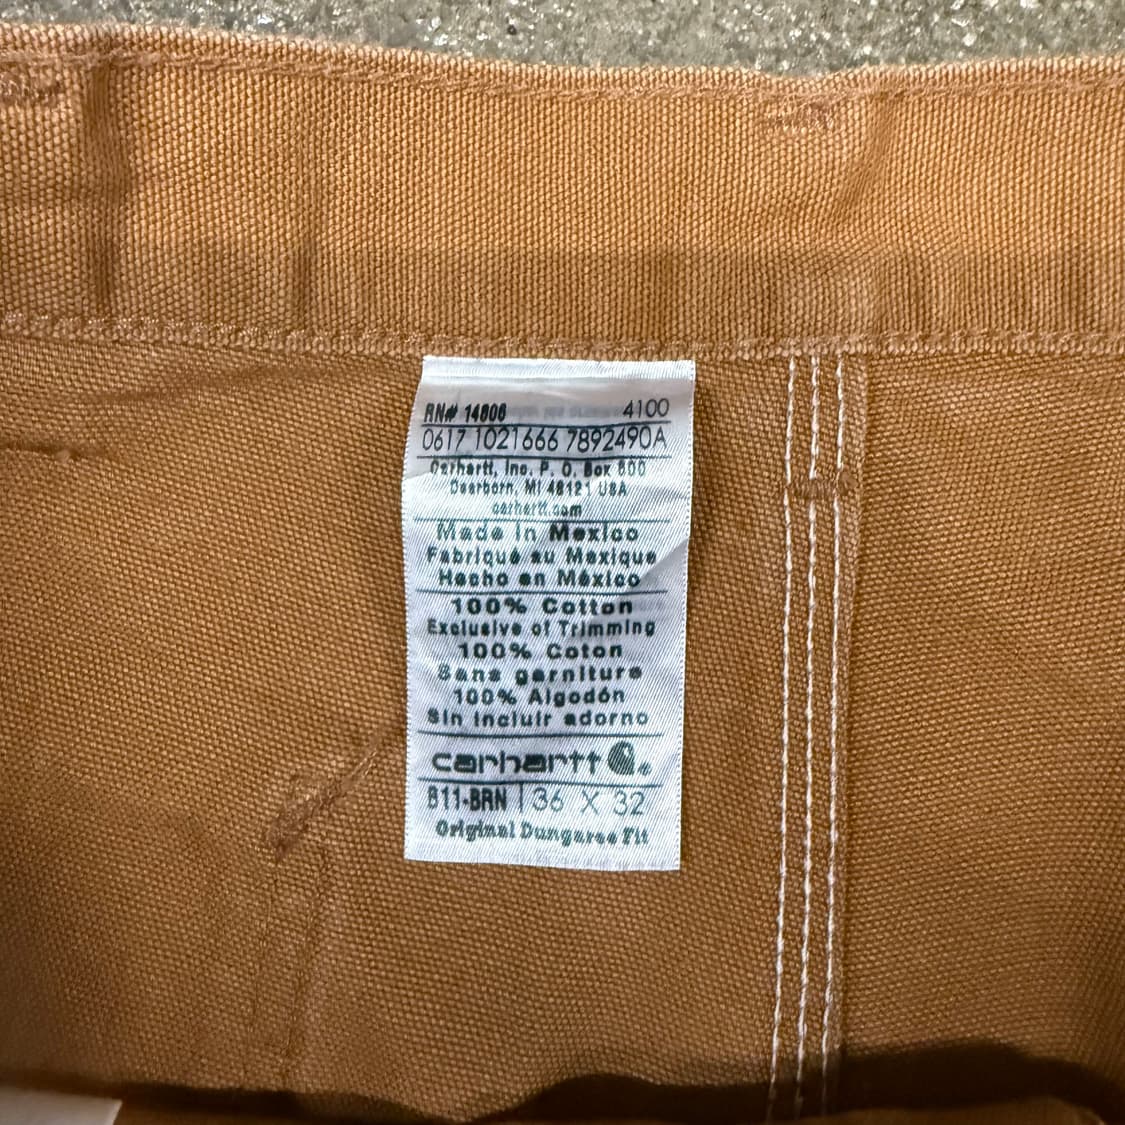 RN# 14806 4100
0617 1021666 7892490A
Carhartt, Inc. P. O. Box 600
Dearborn, MI 48121 USA
carhartt.com
Made in Mexico
Fabriqué au Mexique
Hecho en México
100% Cotton
Exclusive of Trimming
100% Coton
Sans garniture
100% Algodón
Sin incluir adorno
carhartt ®
B11-BRN | 36 X 32
Original Dungaree Fit